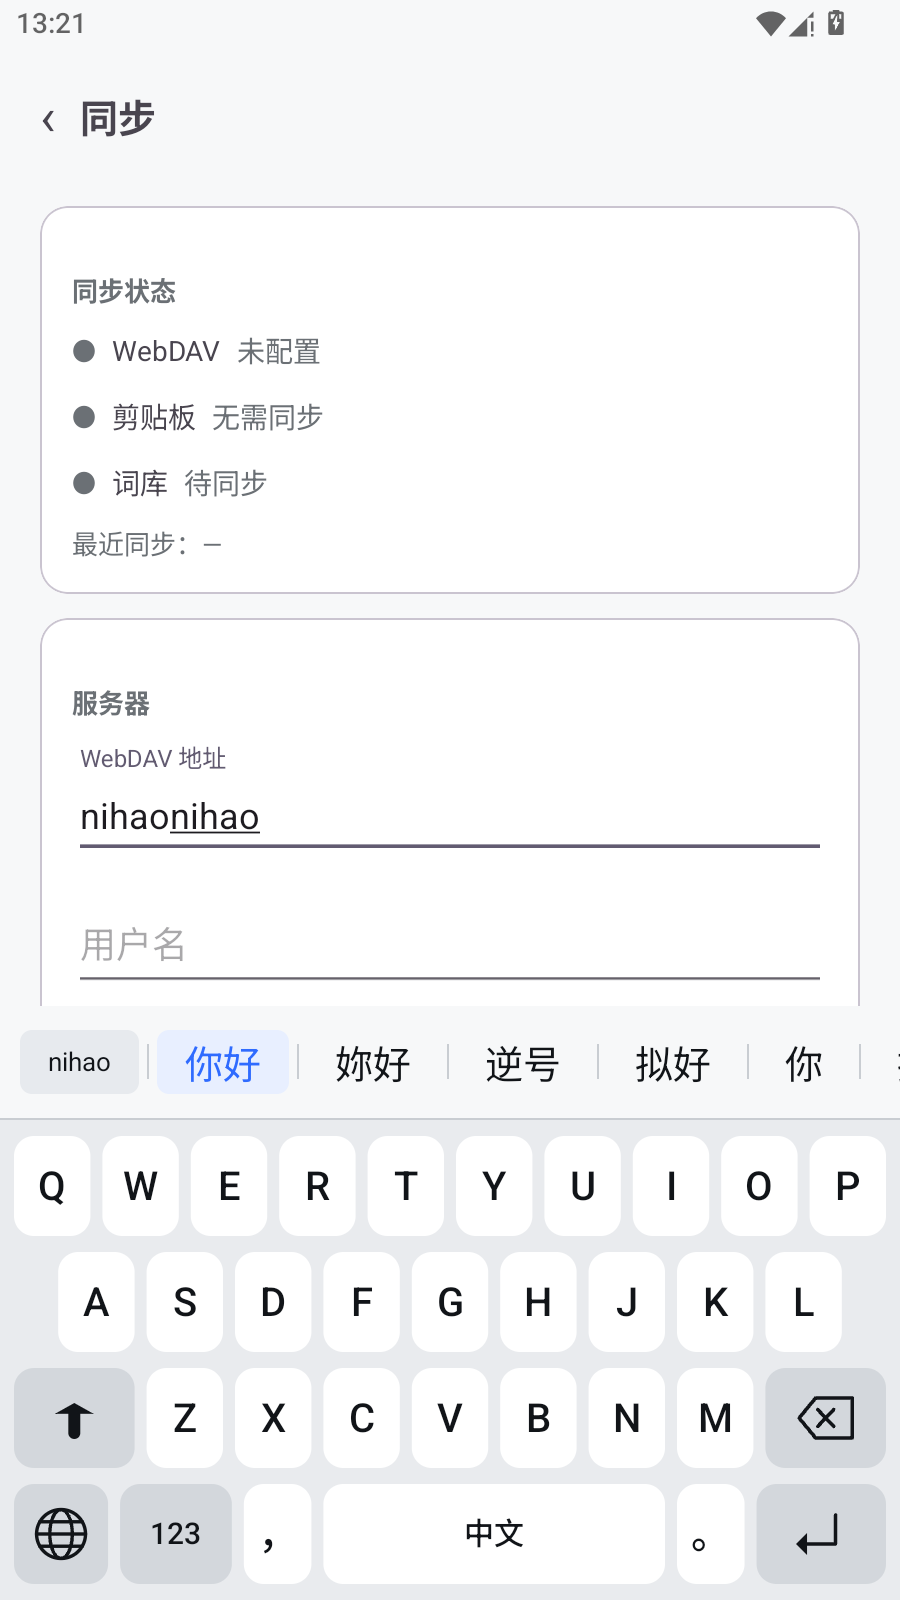 13:21
‹ 同步
同步状态
WebDAV 未配置
剪贴板 无需同步
词库 待同步
最近同步：—
服务器
WebDAV 地址
nihaonihao
用户名
nihao 你好 妳好 逆号 拟好 你
Q W E R T Y U I O P
A S D F G H J K L
Z X C V B N M
123 ， 中文 。